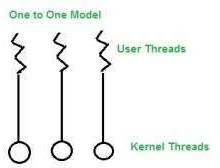 One to One Model
User Threads
Kernel Threads